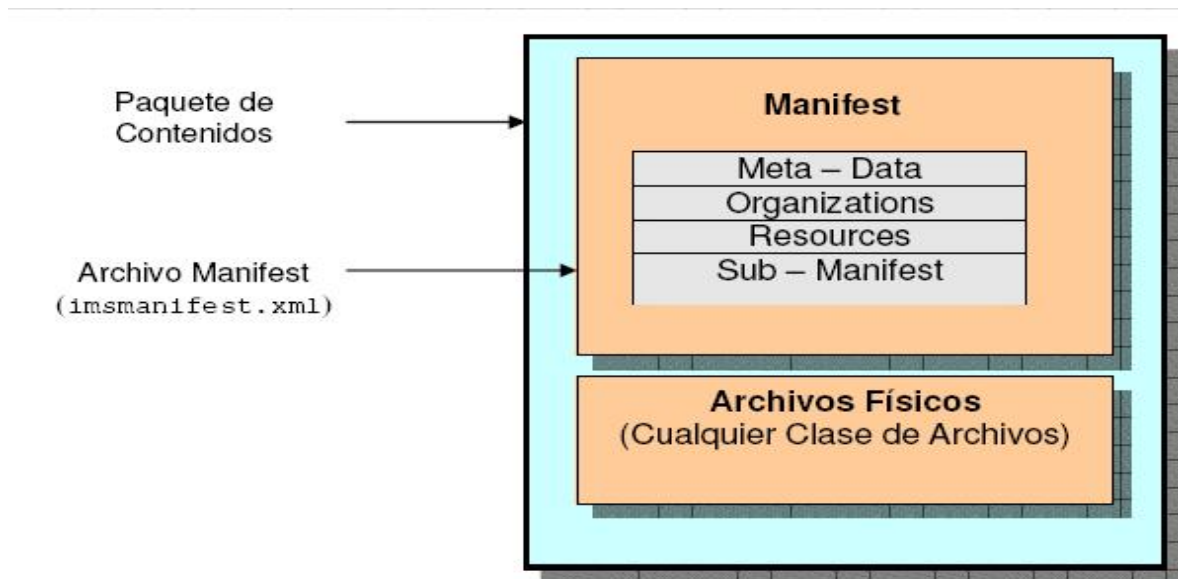 Paquete de
Contenidos
Archivo Manifest
(imsmanifest.xml)
Manifest
Meta – Data
Organizations
Resources
Sub – Manifest
Archivos Físicos
(Cualquier Clase de Archivos)